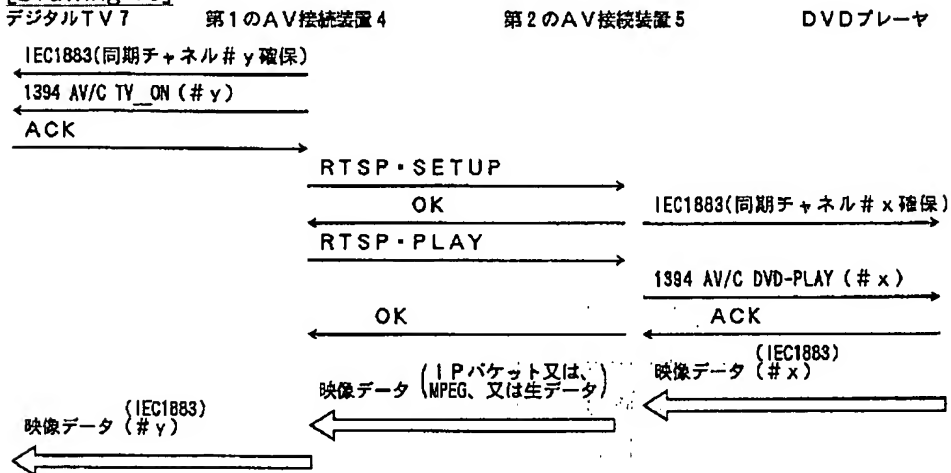 デジタルTV7 第1のAV接続装置4 第2のAV接続装置5 DVDプレーヤ
IEC1883(同期チャネル#y確保)
1394 AV/C TV_ON (#y)
ACK
RTSP・SETUP
OK IEC1883(同期チャネル#x確保)
RTSP・PLAY
1394 AV/C DVD-PLAY (#x)
OK ACK
映像データ (IPパケット又は、MPEG、又は生データ)
映像データ (IEC1883) (#x)
映像データ (IEC1883) (#y)